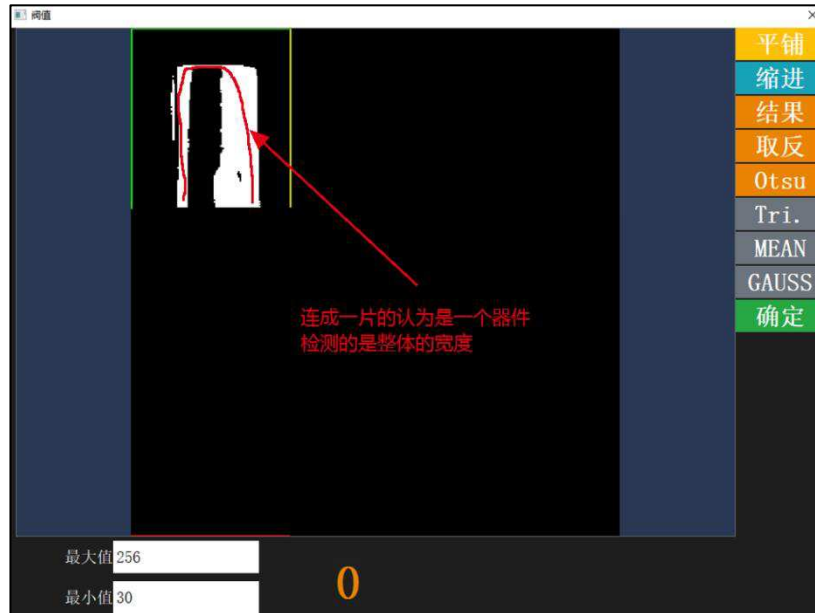 阀值
平铺
缩进
结果
取反
Otsu
Tri.
MEAN
GAUSS
确定
连成一片的认为是一个器件
检测的是整体的宽度
最大值 256
最小值 30
0